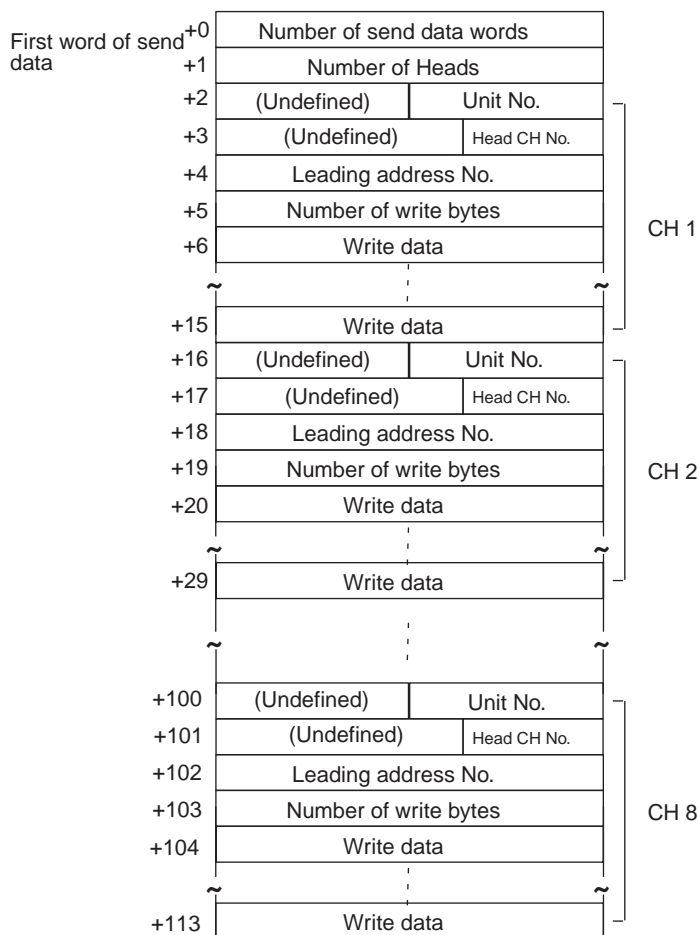 First word of send data
+0 Number of send data words
+1 Number of Heads
+2 (Undefined) Unit No.
+3 (Undefined) Head CH No.
+4 Leading address No.
+5 Number of write bytes
+6 Write data
CH 1
~ ~
+15 Write data
+16 (Undefined) Unit No.
+17 (Undefined) Head CH No.
+18 Leading address No.
+19 Number of write bytes
CH 2
+20 Write data
~ ~
+29 Write data
~ ~
+100 (Undefined) Unit No.
+101 (Undefined) Head CH No.
+102 Leading address No.
+103 Number of write bytes
CH 8
+104 Write data
~ ~
+113 Write data